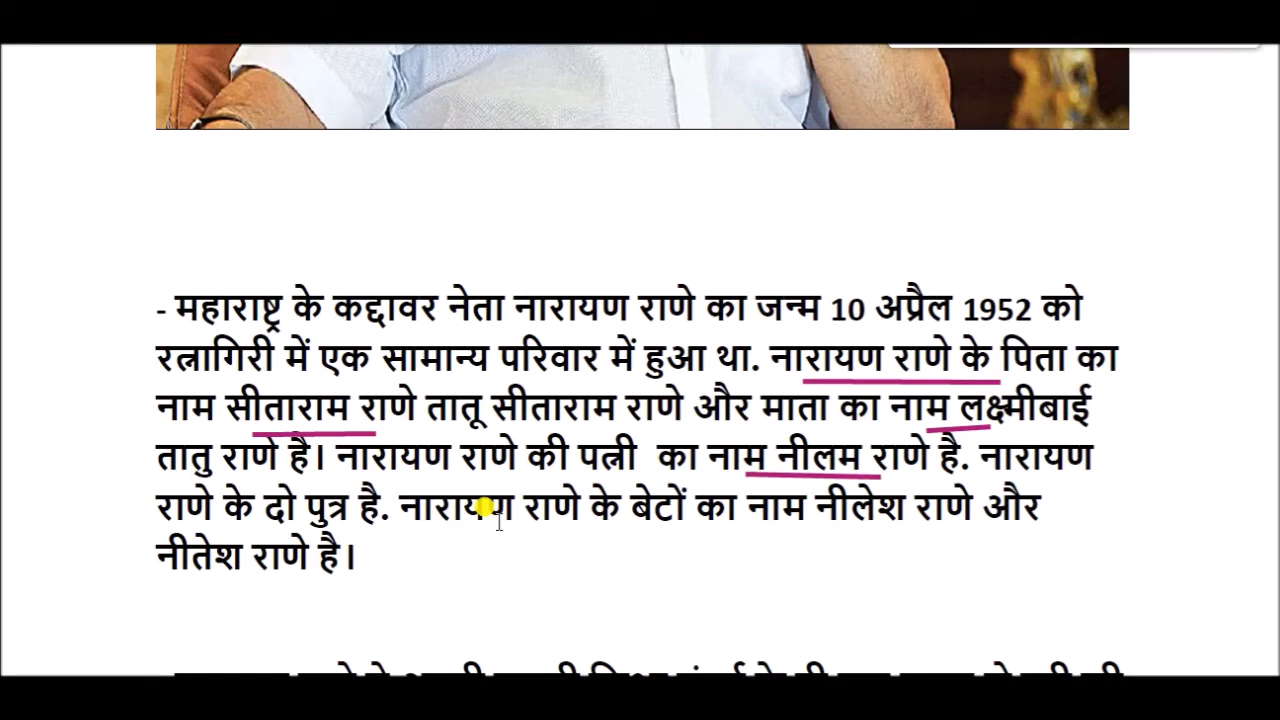 - महाराष्ट्र के कद्दावर नेता नारायण राणे का जन्म 10 अप्रैल 1952 को
रत्नागिरी में एक सामान्य परिवार में हुआ था. नारायण राणे के पिता का
नाम सीताराम राणे तातू सीताराम राणे और माता का नाम लक्ष्मीबाई
तातु राणे है। नारायण राणे की पत्नी का नाम नीलम राणे है. नारायण
राणे के दो पुत्र है. नारायण राणे के बेटों का नाम नीलेश राणे और
नीतेश राणे है।